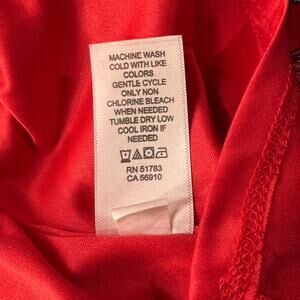 MACHINE WASH
COLD WITH LIKE
COLORS
GENTLE CYCLE
ONLY NON
CHLORINE BLEACH
WHEN NEEDED
TUMBLE DRY LOW
COOL IRON IF
NEEDED
RN 51783
CA 56910